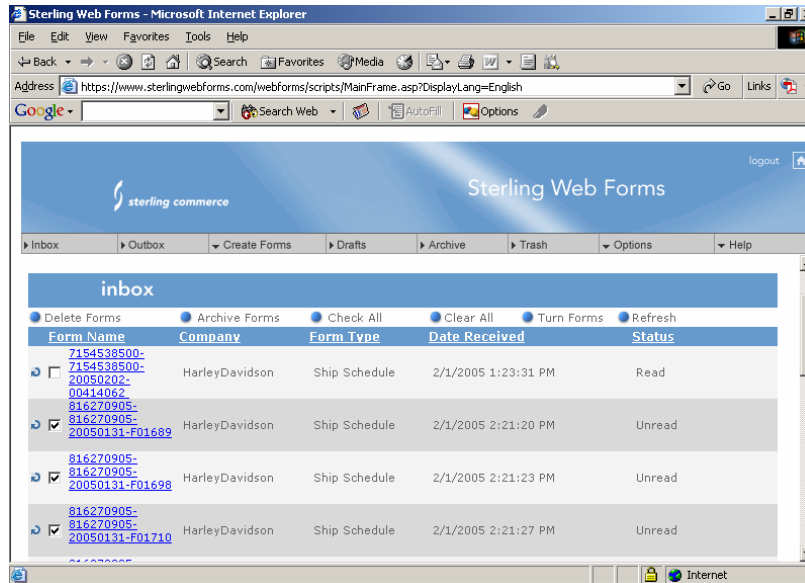 Sterling Web Forms - Microsoft Internet Explorer
File Edit View Favorites Tools Help
Back Search Favorites Media
Address https://www.sterlingwebforms.com/webforms/scripts/MainFrame.asp?DisplayLang=English Go Links
Google Search Web AutoFill Options
logout
sterling commerce Sterling Web Forms
Inbox Outbox Create Forms Drafts Archive Trash Options Help
inbox
Delete Forms Archive Forms Check All Clear All Turn Forms Refresh
Form Name Company Form Type Date Received Status
7154538500-
7154538500-
20050202-
00414062
HarleyDavidson Ship Schedule 2/1/2005 1:23:31 PM Read
816270905-
816270905-
20050131-F01689
HarleyDavidson Ship Schedule 2/1/2005 2:21:20 PM Unread
816270905-
816270905-
20050131-F01698
HarleyDavidson Ship Schedule 2/1/2005 2:21:23 PM Unread
816270905-
816270905-
20050131-F01710
HarleyDavidson Ship Schedule 2/1/2005 2:21:27 PM Unread
Internet